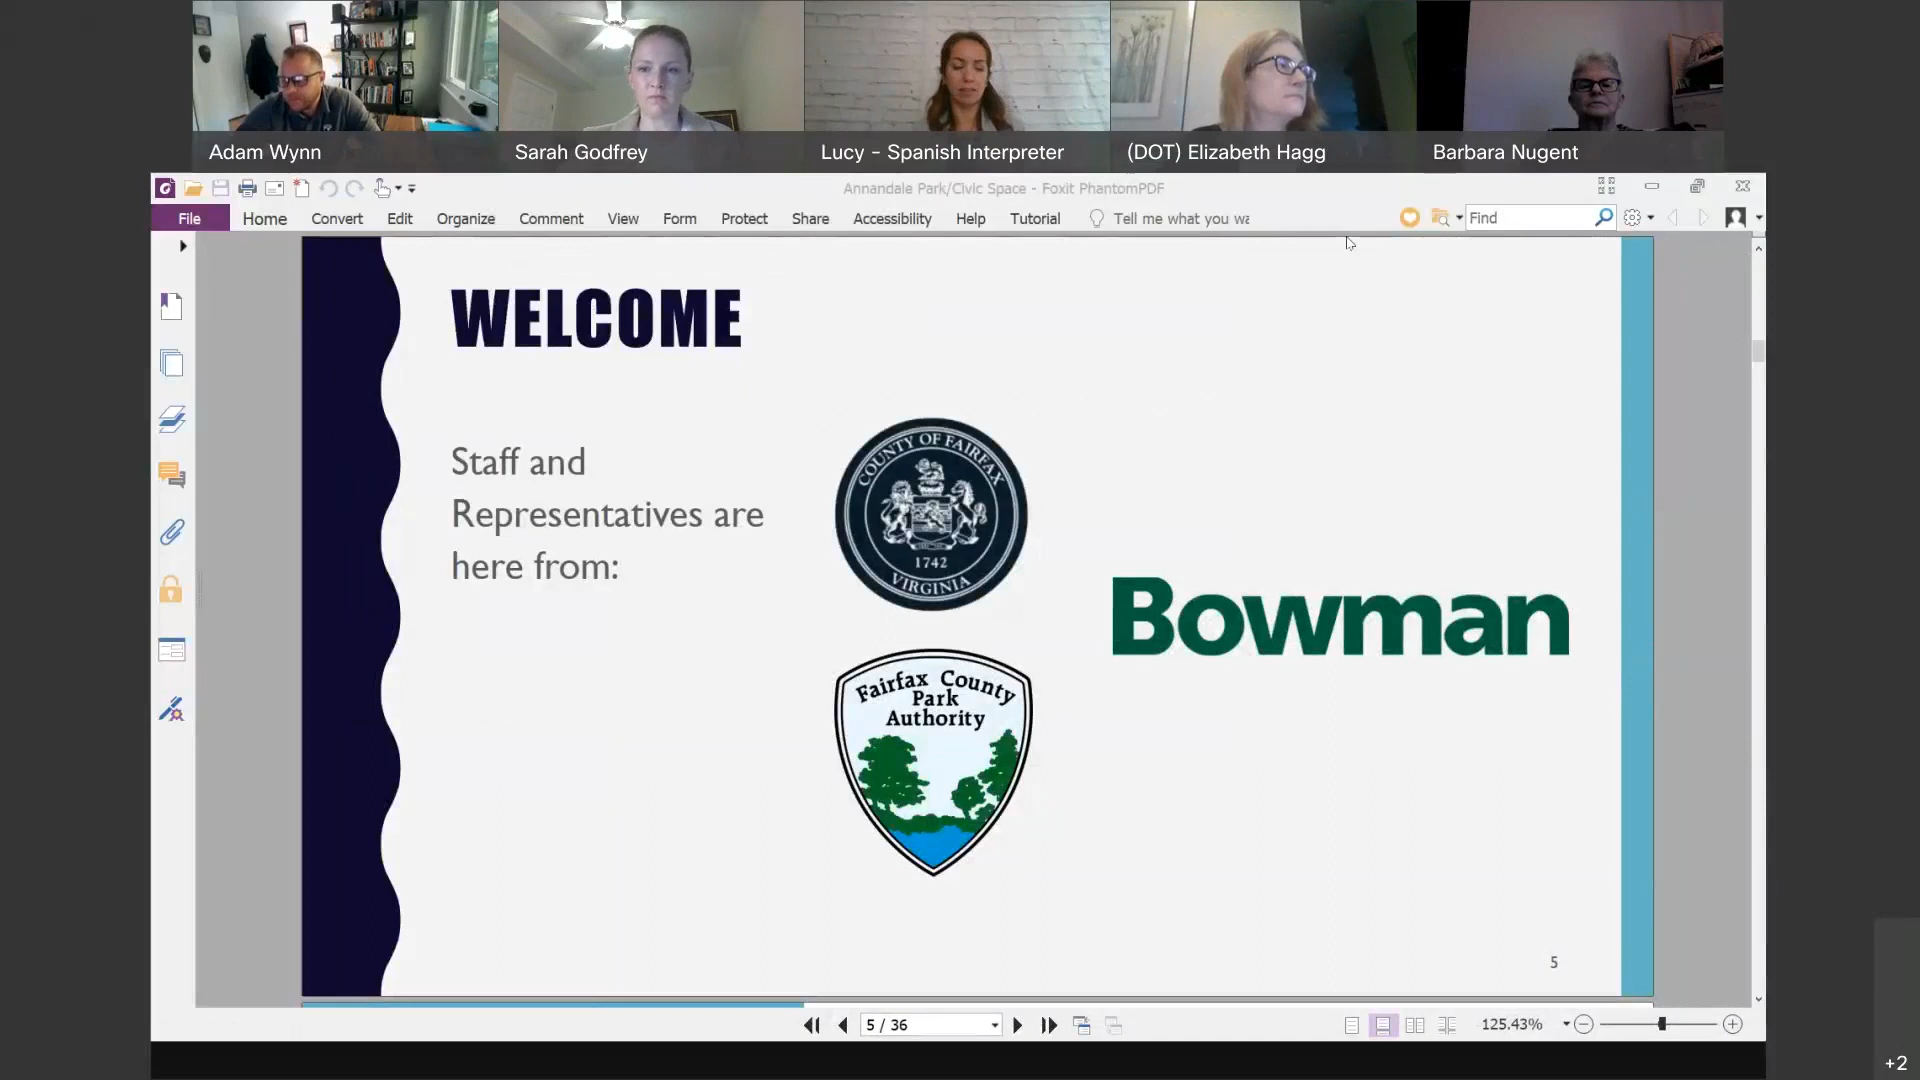 Adam Wynn
Sarah Godfrey
Lucy - Spanish Interpreter
(DOT) Elizabeth Hagg
Barbara Nugent
Annandale Park/Civic Space - Foxit PhantomPDF
File Home Convert Edit Organize Comment View Form Protect Share Accessibility Help Tutorial Tell me what you wa Find
WELCOME
Staff and
Representatives are
here from:
COUNTY OF FAIRFAX
1742
VIRGINIA
Bowman
Fairfax County
Park
Authority
5
5 / 36
125.43%
+2